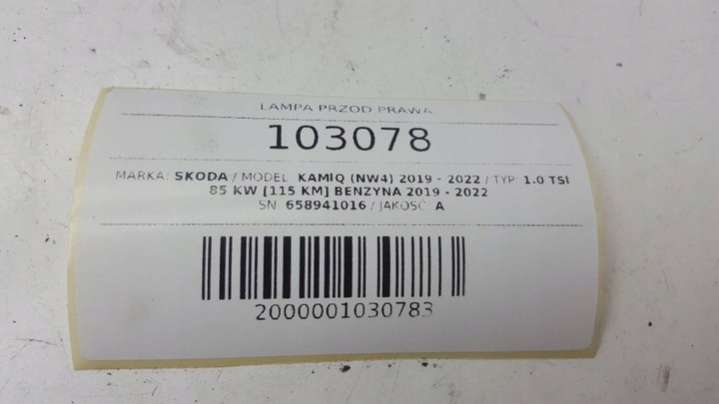 LAMPA PRZOD PRAWA
103078
MARKA: SKODA / MODEL: KAMIQ (NW4) 2019 - 2022 / TYP: 1.0 TSI
85 KW [115 KM] BENZYNA 2019 - 2022
SN: 658941016 / JAKOŚĆ: A
2000001030783